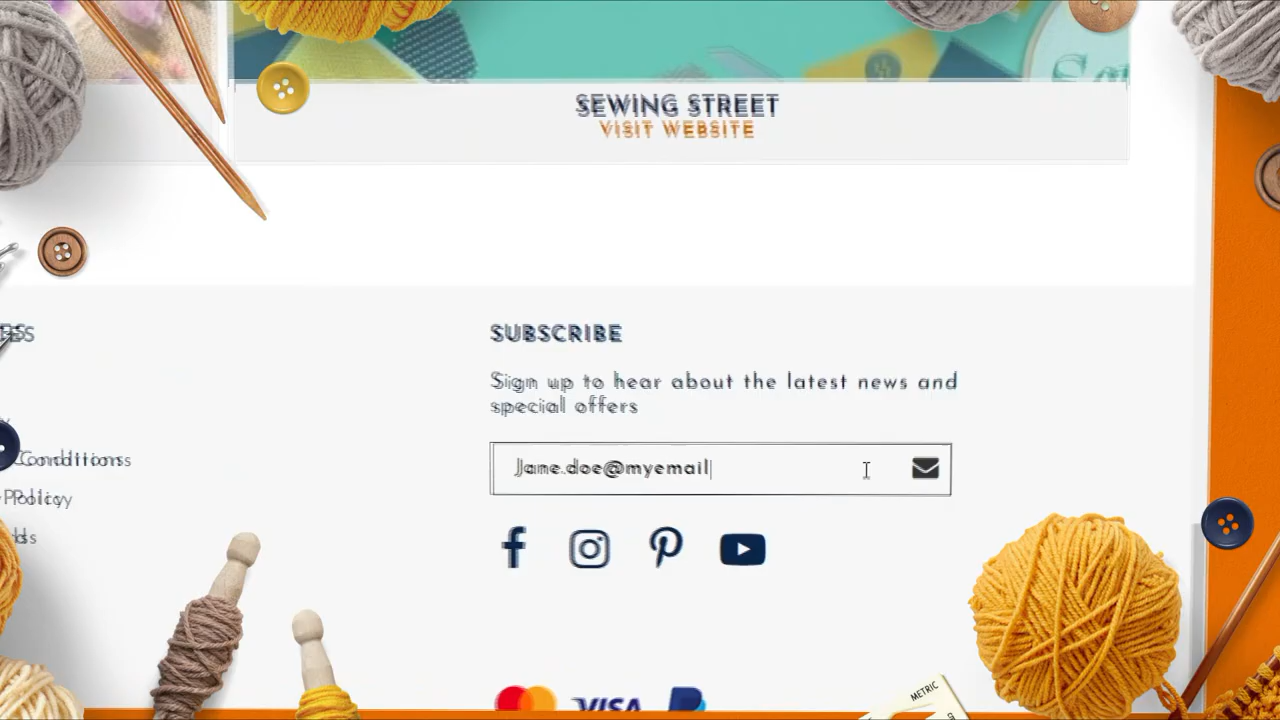 SEWING STREET
VISIT WEBSITE
SUBSCRIBE
Sign up to hear about the latest news and
special offers
Jane.doe@myemail
Conditions
Policy
VISA
METRIC